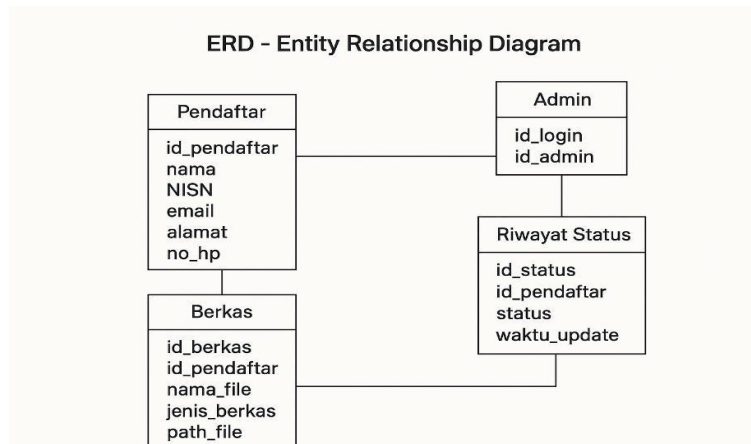 ERD - Entity Relationship Diagram
Pendaftar
id_pendaftar
nama
NISN
email
alamat
no_hp
Admin
id_login
id_admin
Riwayat Status
id_status
id_pendaftar
status
waktu_update
Berkas
id_berkas
id_pendaftar
nama_file
jenis_berkas
path_file